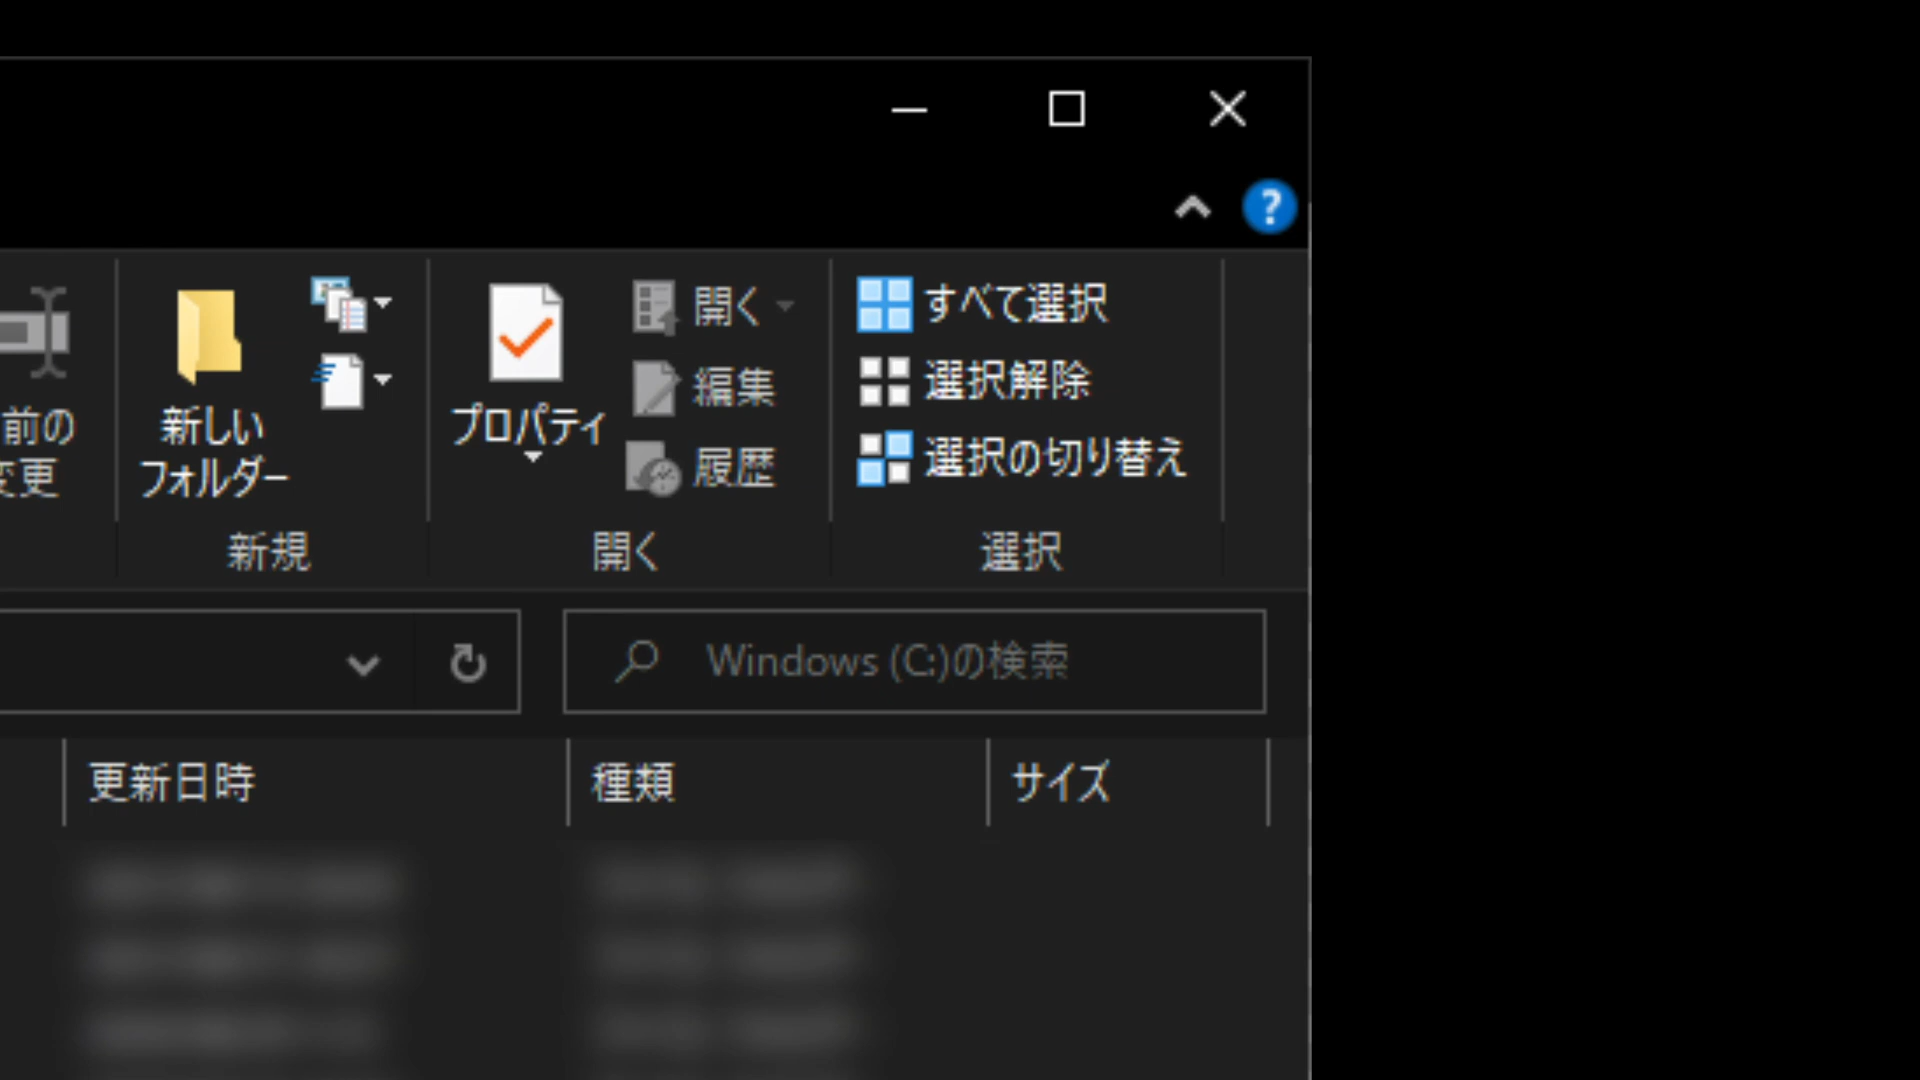 前の
変更
新しい
フォルダー
新規
プロパティ
開く
編集
履歴
開く
すべて選択
選択解除
選択の切り替え
選択
Windows (C:)の検索
更新日時
種類
サイズ